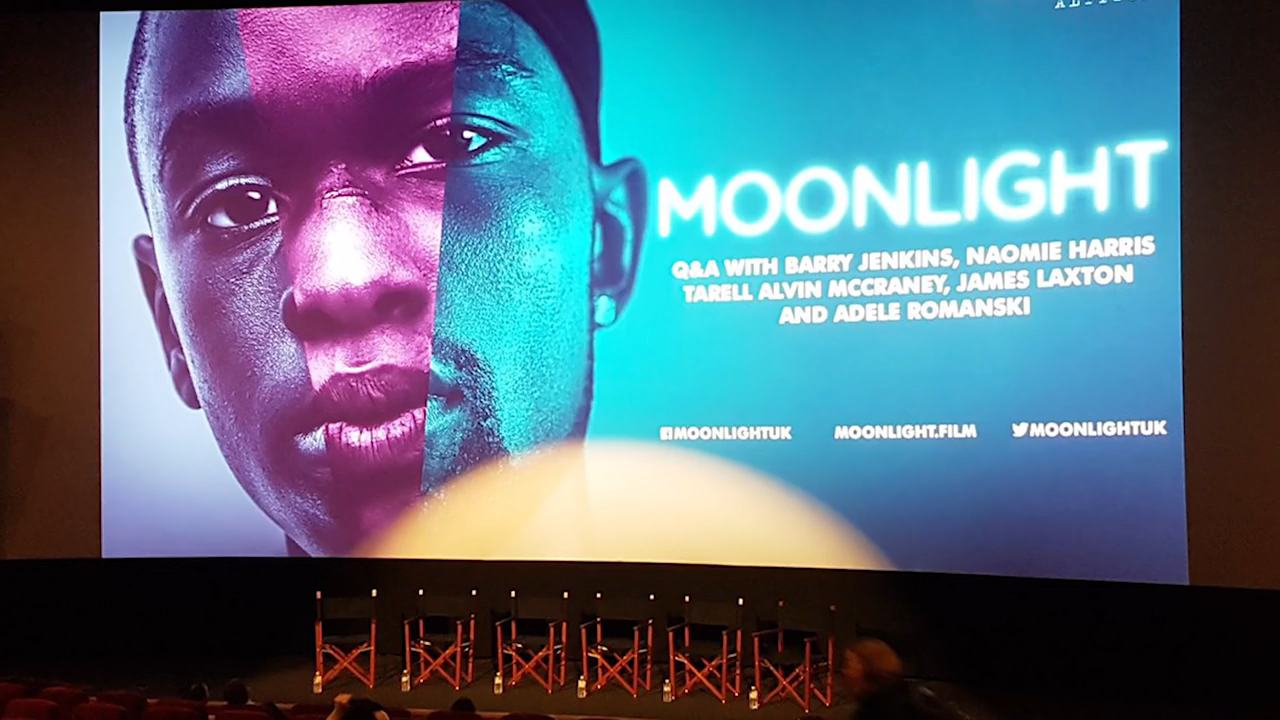 MOONLIGHT
Q&A WITH BARRY JENKINS, NAOMIE HARRIS
TARELL ALVIN MCCRANEY, JAMES LAXTON
AND ADELE ROMANSKI
MOONLIGHTUK MOONLIGHT.FILM MOONLIGHTUK